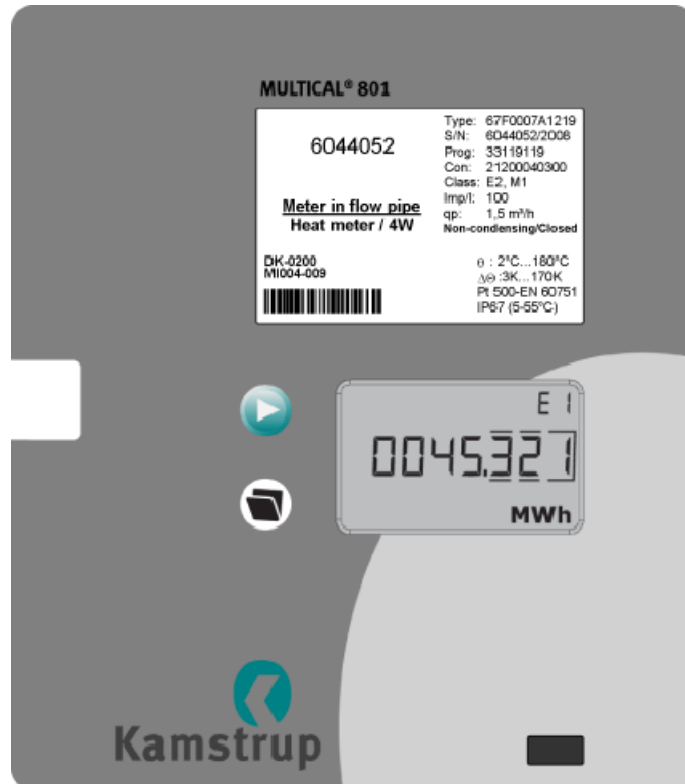 MULTICAL® 801
6044052
Meter in flow pipe
Heat meter / 4W
DK-0200
MI004-009
Type: 67F0007A1219
S/N: 6044052/2008
Prog: 33119119
Con: 21200040300
Class: E2, M1
Imp/l: 100
qp: 1,5 m³/h
Non-condensing/Closed
θ : 2°C...180°C
ΔΘ :3K...170K
Pt 500-EN 60751
IP67 (5-55°C)
E 1
0045.321
MWh
Kamstrup